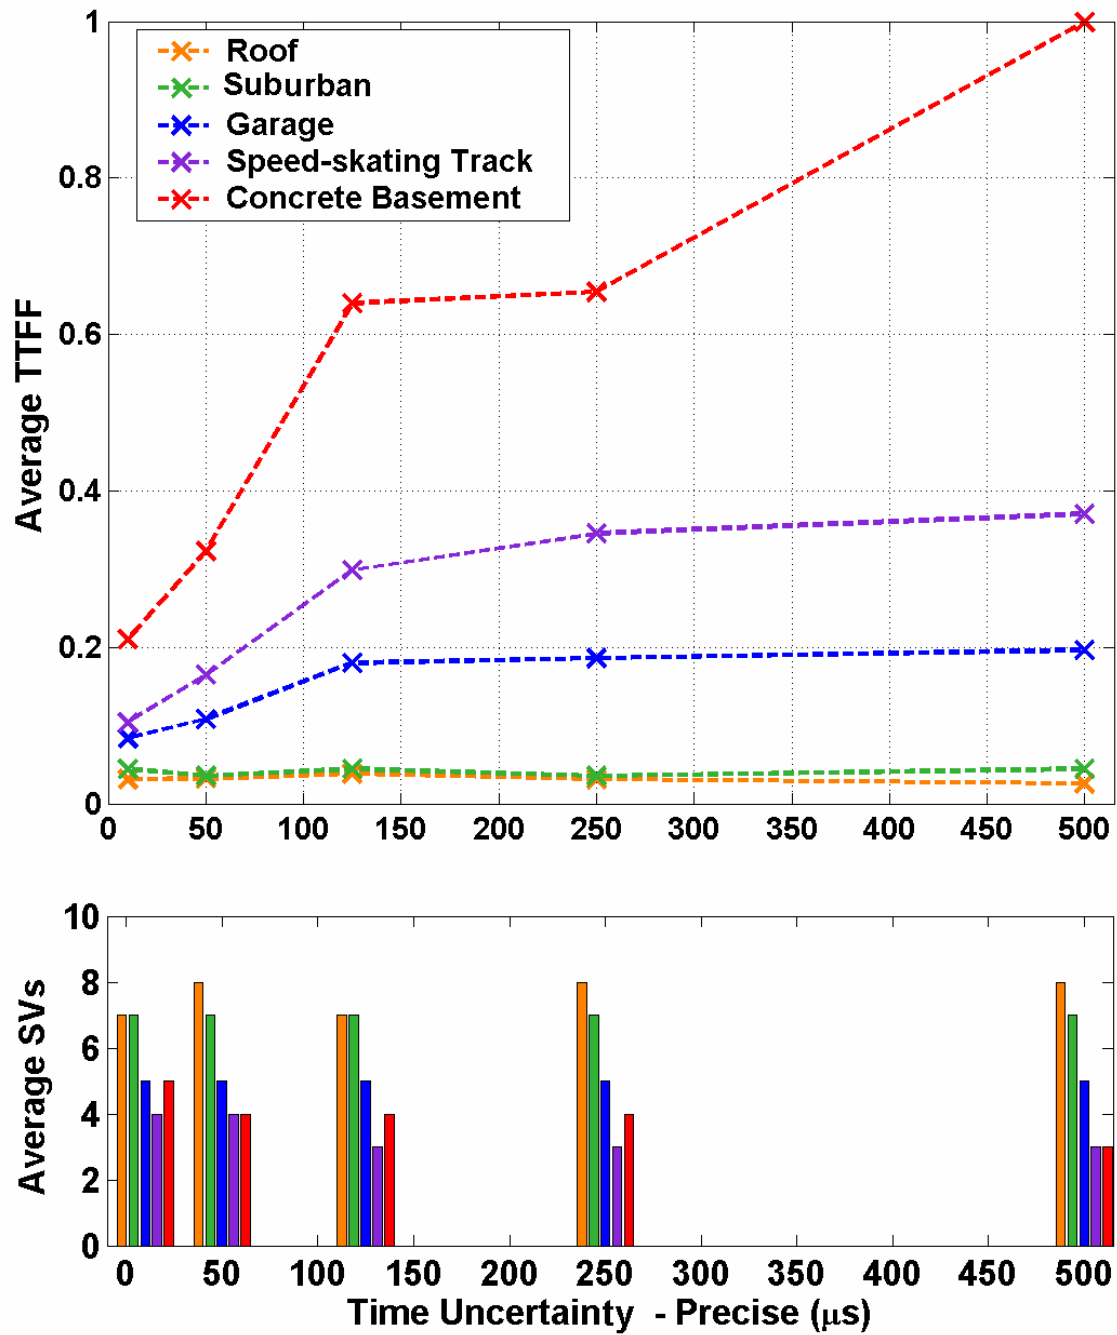 1
0.8
0.6
0.4
0.2
0
Average TTFF
Roof
Suburban
Garage
Speed-skating Track
Concrete Basement
0 50 100 150 200 250 300 350 400 450 500
10
8
6
4
2
0
Average SVs
0 50 100 150 200 250 300 350 400 450 500
Time Uncertainty - Precise (μs)